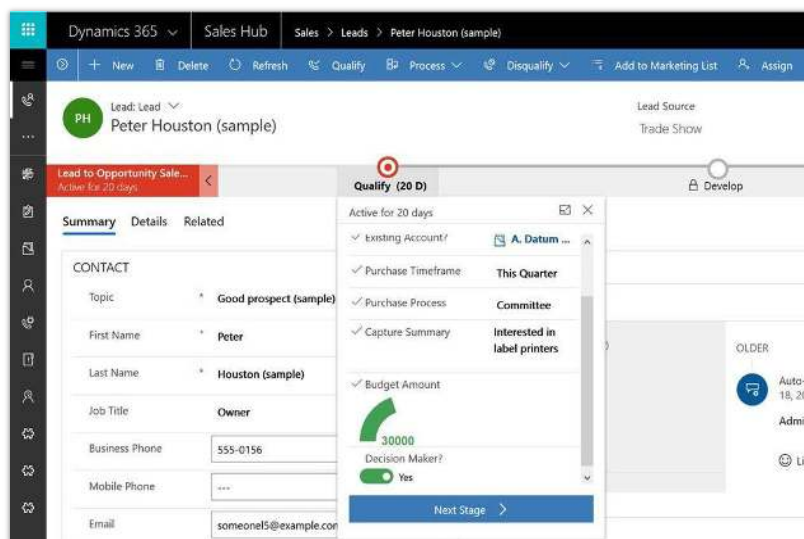 Dynamics 365
Sales Hub
Sales > Leads > Peter Houston (sample)
New
Delete
Refresh
Qualify
Process
Disqualify
Add to Marketing List
Assign
PH
Lead: Lead
Peter Houston (sample)
Lead Source
Trade Show
Lead to Opportunity Sale...
Active for 20 days
Qualify (20 D)
Develop
Summary
Details
Related
CONTACT
Topic * Good prospect (sample)
First Name * Peter
Last Name * Houston (sample)
Job Title Owner
Business Phone 555-0156
Mobile Phone ---
Email someonel5@example.com
Active for 20 days
Existing Account? A. Datum ...
Purchase Timeframe This Quarter
Purchase Process Committee
Capture Summary Interested in
label printers
Budget Amount
30000
Decision Maker?
Yes
Next Stage
OLDER
Auto-
18, 20
Admi
Li